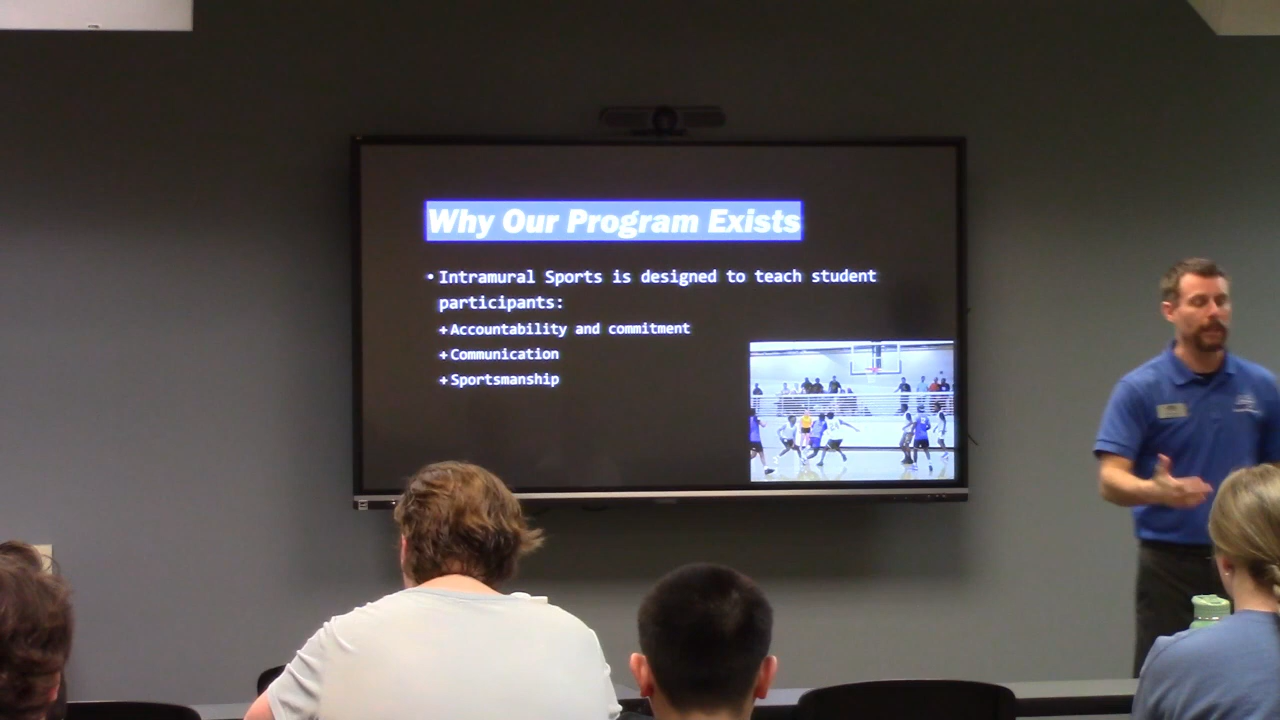 Why Our Program Exists
• Intramural Sports is designed to teach student
participants:
+Accountability and commitment
+Communication
+Sportsmanship